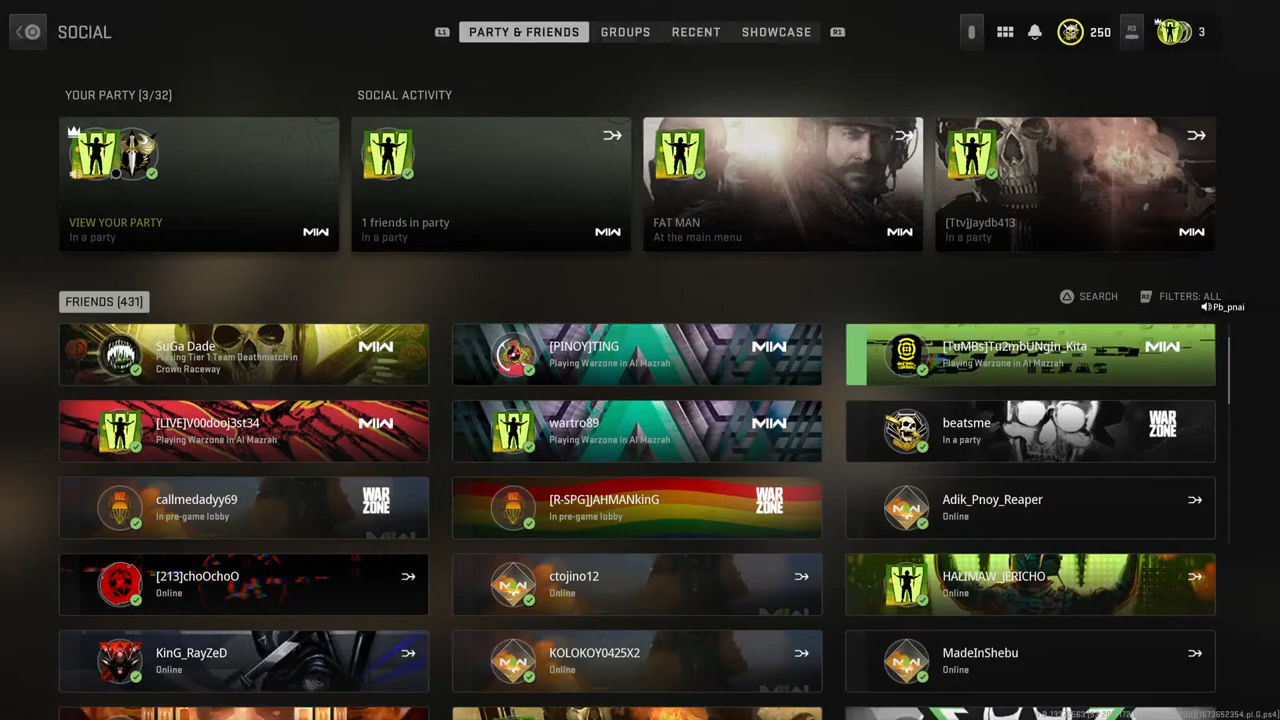 SOCIAL
L1 PARTY & FRIENDS GROUPS RECENT SHOWCASE R1
250 R3 3
YOUR PARTY (3/32)
SOCIAL ACTIVITY
VIEW YOUR PARTY
In a party
MW
1 friends in party
In a party
MW
FAT MAN
At the main menu
MW
[Ttv]Jaydb413
In a party
MW
FRIENDS (431)
SEARCH
R2 FILTERS: ALL
Pb_pnai
SuGa Dade
Playing Tier 1 Team Deathmatch in
Crown Raceway
MW
[PINOY]TING
Playing Warzone in Al Mazrah
MW
[TuMBs]Tu2mbUNgIn_Kita
Playing Warzone in Al Mazrah
MW
TEXAS
[LIVE]V00dooj3st34
Playing Warzone in Al Mazrah
MW
wartro89
Playing Warzone in Al Mazrah
MW
beatsme
In a party
WAR
ZONE
callmedadyy69
In pre-game lobby
WAR
ZONE
[R-SPG]JAHMANkinG
In pre-game lobby
WAR
ZONE
Adik_Pnoy_Reaper
Online
[213]choOchoO
Online
ctojino12
Online
HALIMAW_JERICHO
Online
KinG_RayZeD
Online
KOLOKOY0425X2
Online
MadeInShebu
Online